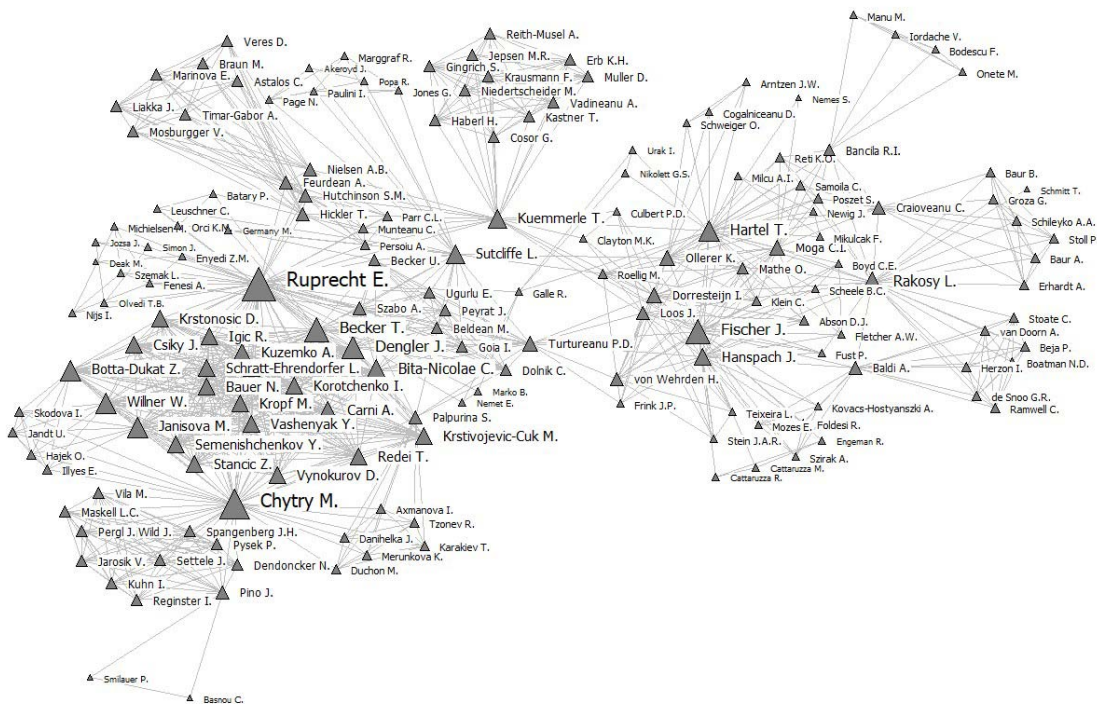 Manu M.
Iordache V.
Bodescu F.
Onete M.
Reith-Musel A.
Veres D.
Marggraf R.
Braun M.
Jepsen M.R.
Erb K.H.
Gingrich S.
Akeroyd J.
Marinova E.
Astalos C.
Krausmann F.
Muller D.
Popa R.
Jones G.
Arntzen J.W.
Paulini I.
Niedertscheider M.
Page N.
Nemes S.
Vadineanu A.
Liakka J.
Timar-Gabor A.
Cogalniceanu D.
Haberl H.
Kastner T.
Schweiger O.
Mosburgger V.
Cosor G.
Urak I.
Bancila R.I.
Reti K.O.
Nielsen A.B.
Nikolett G.S.
Milcu A.I.
Baur B.
Feurdean A.
Samoila C.
Schmitt T.
Batary P.
Hutchinson S.M.
Poszet S.
Groza G.
Leuschner C.
Hickler T.
Parr C.L.
Kuemmerle T.
Culbert P.D.
Newig J.
Craioveanu C.
Schileyko A.A.
Michielsen M.
Orci K.M.
Germany M.
Munteanu C.
Hartel T.
Clayton M.K.
Mikulcak F.
Stoll P
Jozsa J.
Simon J.
Persoiu A.
Moga C.I.
Enyedi Z.M.
Becker U.
Sutcliffe L.
Ollerer K.
Baur A.
Deak M.
Szemak L.
Roellig M.
Mathe O.
Boyd C.E.
Fenesi A.
Ruprecht E.
Rakosy L.
Erhardt A.
Ugurlu E.
Galle R.
Dorresteijn I.
Klein C.
Scheele B.C.
Olvedi T.B.
Szabo A.
Peyrat J.
Loos J.
Nijs I.
Krstonosic D.
Abson D.J.
Stoate C.
Becker T.
Beldean M.
Fischer J.
Fletcher A.W.
van Doorn A.
Igic R.
Csiky J.
Kuzemko A.
Dengler J.
Goia I.
Turtureanu P.D.
Hanspach J.
Fust P.
Beja P.
Botta-Dukat Z.
Schratt-Ehrendorfer L.
Bita-Nicolae C.
Dolnik C.
Baldi A.
Herzon I.
Boatman N.D.
Bauer N.
Korotchenko I.
von Wehrden H.
Marko B.
Willner W.
Kropf M.
Carni A.
Nemet E.
Frink J.P.
de Snoo G.R.
Ramwell C.
Skodova I.
Palpurina S.
Teixeira L.
Kovacs-Hostyanszki A.
Janisova M.
Vashenyak Y.
Mozes E.
Foldesi R.
Jandt U.
Krstivojevic-Cuk M.
Stein J.A.R.
Engeman R.
Semenishchenkov Y.
Hajek O.
Redei T.
Szirak A.
Stancic Z.
Illyes E.
Vynokurov D.
Cattaruzza M.
Cattaruzza R.
Vila M.
Chytry M.
Maskell L.C.
Axmanova I.
Tzonev R.
Pergl J.
Wild J.
Spangenberg J.H.
Danihelka J.
Pysek P.
Karakiev T.
Jarosik V.
Settele J.
Dendoncker N.
Merunkova K.
Duchon M.
Kuhn I.
Pino J.
Reginster I.
Smilauer P.
Basnou C.